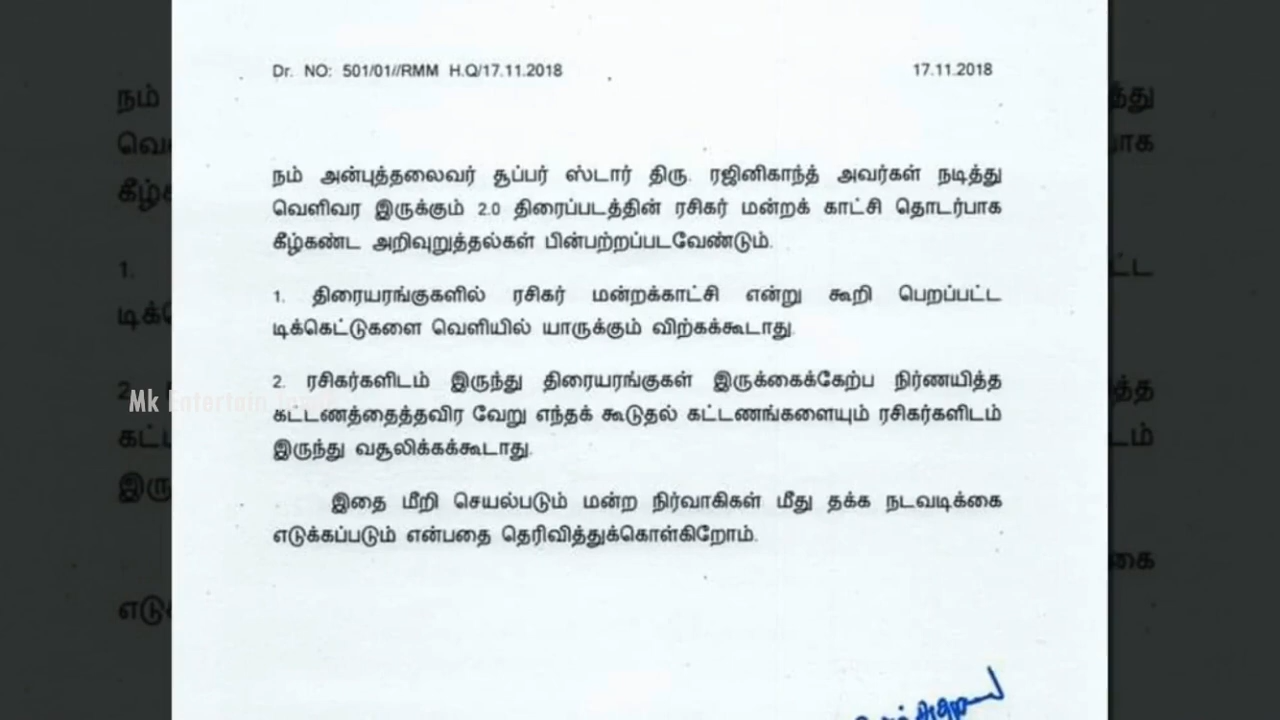 Dr. NO: 501/01//RMM H.Q/17.11.2018
17.11.2018
நம் அன்புத்தலைவர் சூப்பர் ஸ்டார் திரு. ரஜினிகாந்த் அவர்கள் நடித்து
வெளிவர இருக்கும் 2.0 திரைப்படத்தின் ரசிகர் மன்றக் காட்சி தொடர்பாக
கீழ்கண்ட அறிவுறுத்தல்கள் பின்பற்றப்படவேண்டும்.
1. திரையரங்குகளில் ரசிகர் மன்றக்காட்சி என்று கூறி பெறப்பட்ட
டிக்கெட்டுகளை வெளியில் யாருக்கும் விற்கக்கூடாது.
2. ரசிகர்களிடம் இருந்து திரையரங்குகள் இருக்கைக்கேற்ப நிர்ணயித்த
கட்டணத்தைத்தவிர வேறு எந்தக் கூடுதல் கட்டணங்களையும் ரசிகர்களிடம்
இருந்து வசூலிக்கக்கூடாது.
Mk Entertain
இதை மீறி செயல்படும் மன்ற நிர்வாகிகள் மீது தக்க நடவடிக்கை
எடுக்கப்படும் என்பதை தெரிவித்துக்கொள்கிறோம்.